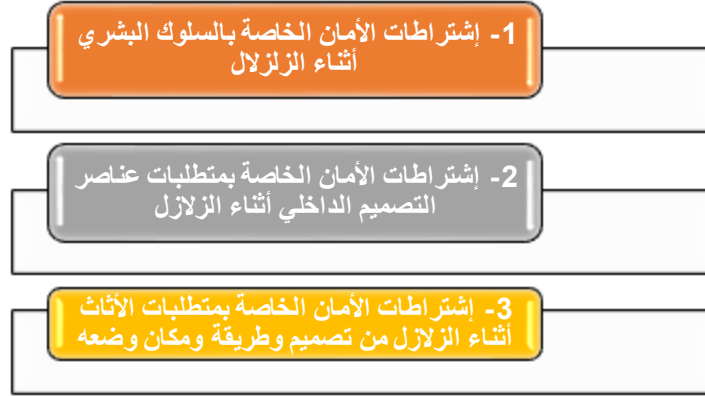 1- إشتراطات الأمان الخاصة بالسلوك البشري
أثناء الزلزلال
2- إشتراطات الأمان الخاصة بمتطلبات عناصر
التصميم الداخلي أثناء الزلازل
3- إشتراطات الأمان الخاصة بمتطلبات الأثاث
أثناء الزلازل من تصميم وطريقة ومكان وضعه